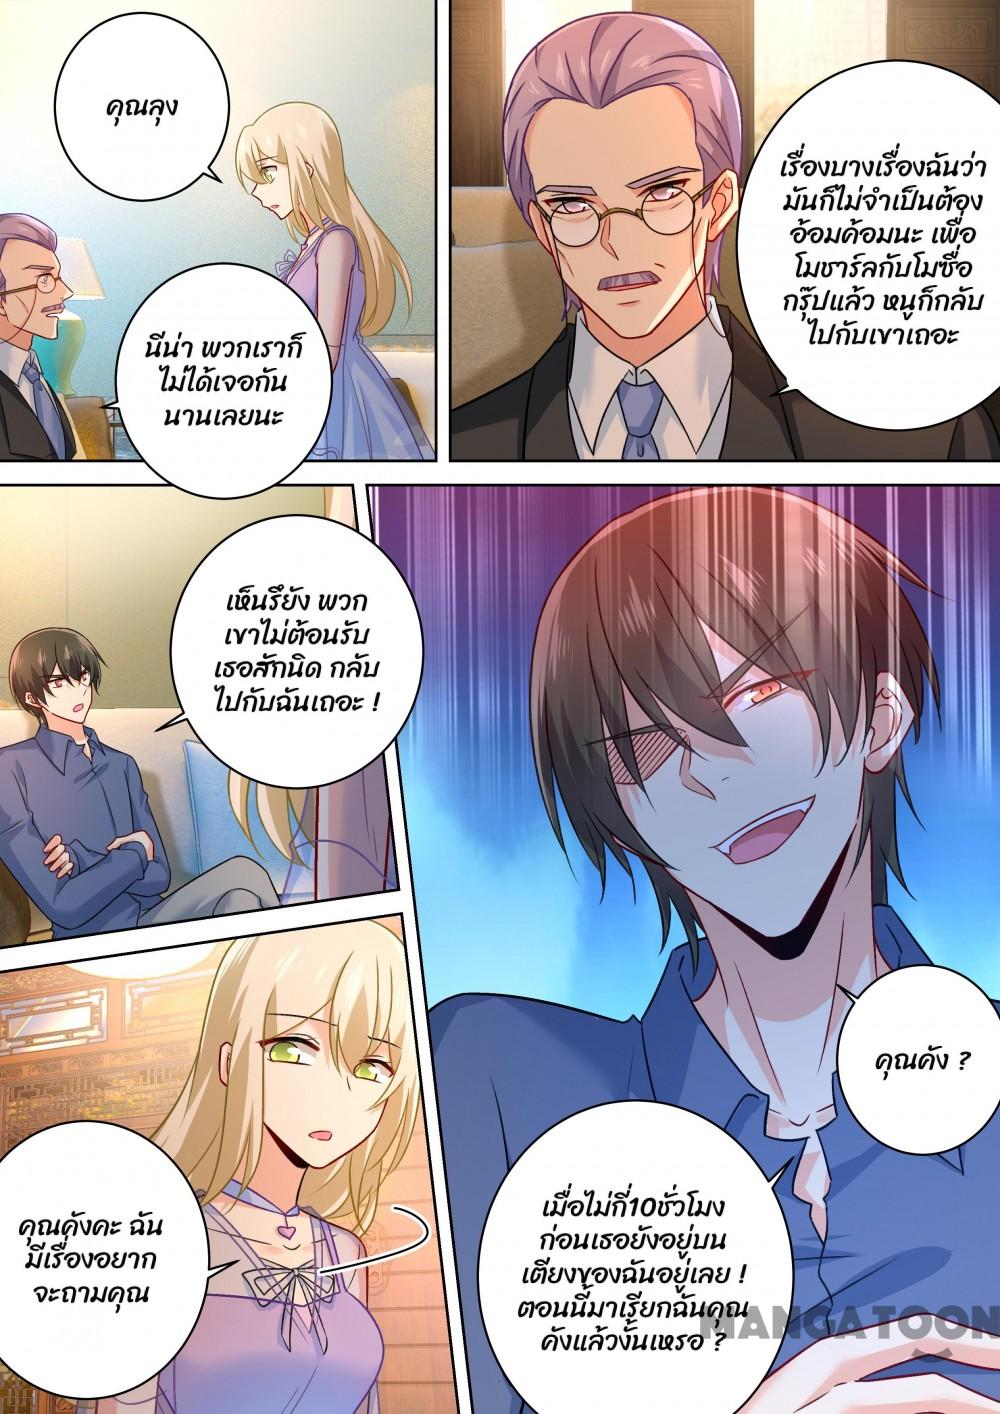 คุณลุง
นีน่า พวกเราก็
ไม่ได้เจอกัน
นานเลยนะ
เรื่องบางเรื่องฉันว่า
มันก็ไม่จำเป็นต้อง
อ้อมค้อมนะ เพื่อ
โมชาร์ลกับโมซื่อ
กรุ๊ปแล้ว หนูก็กลับ
ไปกับเขาเถอะ
เห็นรึยัง พวก
เขาไม่ต้อนรับ
เธอสักนิด กลับ
ไปกับฉันเถอะ !
คุณคังคะ ฉัน
มีเรื่องอยาก
จะถามคุณ
คุณคัง ?
เมื่อไม่กี่10ชั่วโมง
ก่อนเธอยังอยู่บน
เตียงของฉันอยู่เลย !
ตอนนี้มาเรียกฉันคุณ
คังแล้วงั้นเหรอ ?
MANGATOON